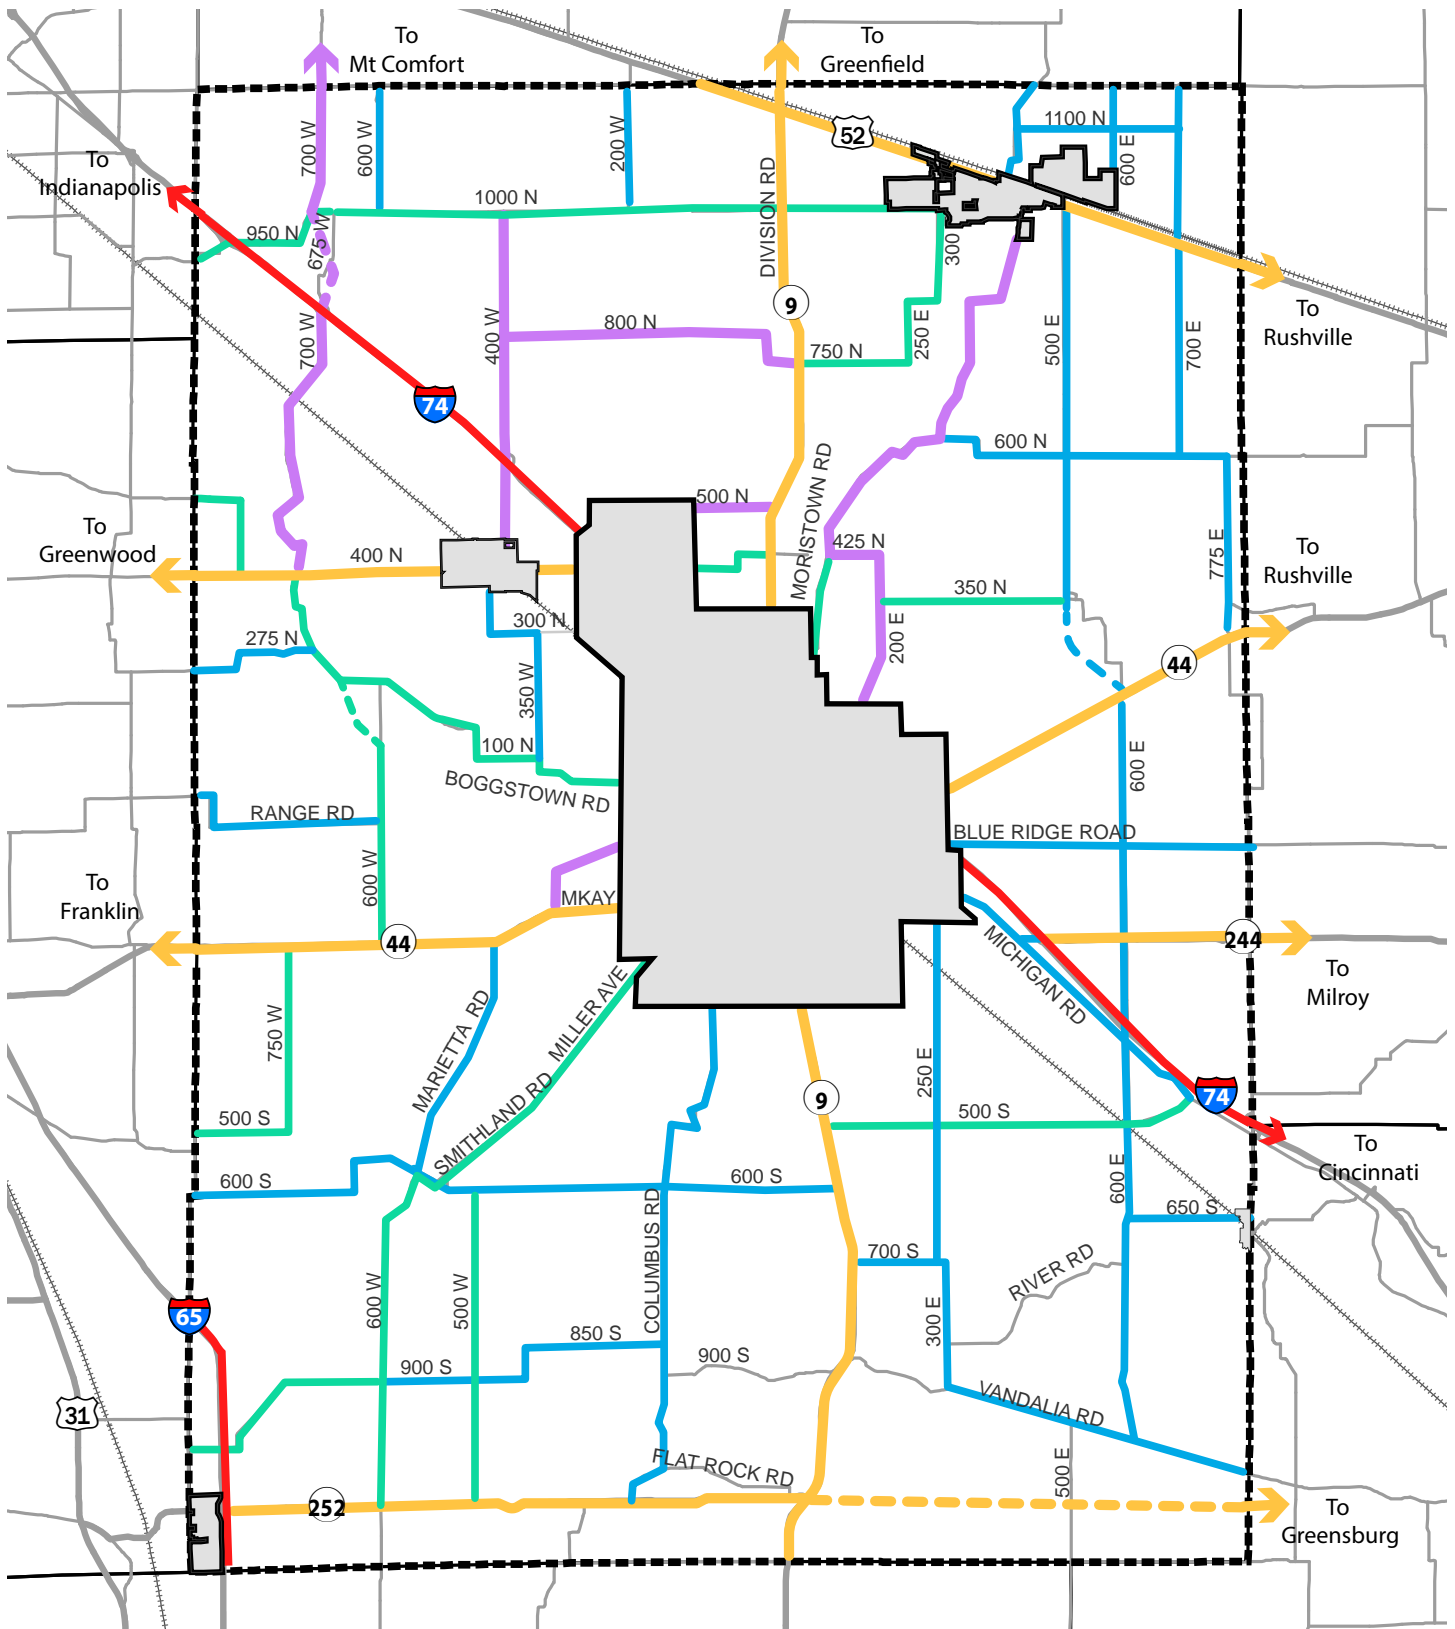 To
Mt Comfort
To
Greenfield
700 W
600 W
200 W
DIVISION RD
52
1100 N
600 E
To
Indianapolis
1000 N
950 N
675 W
300
9
To
Rushville
700 W
400 W
800 N
750 N
250 E
500 E
700 E
74
600 N
MORISTOWN RD
500 N
To
Greenwood
400 N
425 N
775 E
To
Rushville
350 N
300 N
275 N
200 E
44
350 W
100 N
BOGGSTOWN RD
600 E
RANGE RD
BLUE RIDGE ROAD
600 W
To
Franklin
MKAY
44
244
MICHIGAN RD
To
Milroy
750 W
MARIETTA RD
MILLER AVE
SMITHLAND RD
250 E
9
74
500 S
500 S
To
Cincinnati
600 S
600 S
600 E
650 S
COLUMBUS RD
700 S
RIVER RD
65
600 W
500 W
850 S
300 E
900 S
900 S
31
VANDALIA RD
FLAT ROCK RD
500 E
252
To
Greensburg